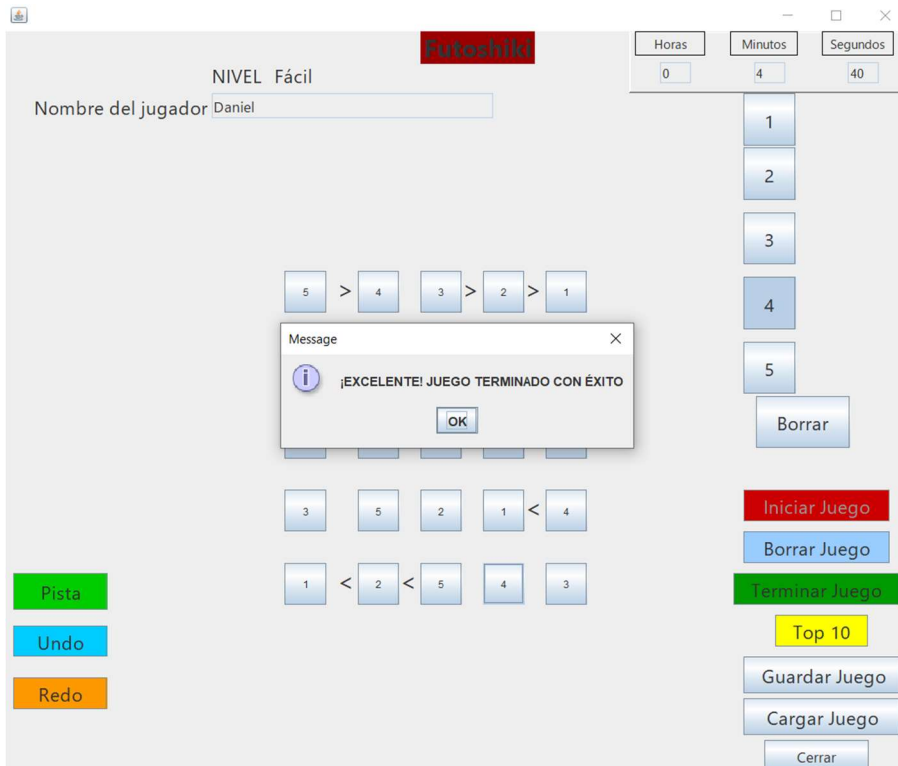 Futoshiki
Horas Minutos Segundos
0 4 40
NIVEL Fácil
Nombre del jugador Daniel
1
2
3
4
5
Borrar
5 > 4 3 > 2 > 1
Message
¡EXCELENTE! JUEGO TERMINADO CON ÉXITO
OK
3 5 2 1 < 4
1 < 2 < 5 4 3
Pista
Undo
Redo
Iniciar Juego
Borrar Juego
Terminar Juego
Top 10
Guardar Juego
Cargar Juego
Cerrar